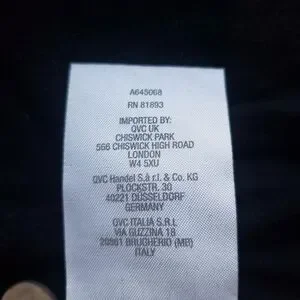 A645068
RN 81893
IMPORTED BY:
QVC UK
CHISWICK PARK
566 CHISWICK HIGH ROAD
LONDON
W4 5XU
QVC Handel S.à r.l. & Co. KG
PLOCKSTR. 30
40221 DÜSSELDORF
GERMANY
QVC ITALIA S.R.L
VIA GUZZINA 18
20861 BRUGHERIO (MB)
ITALY